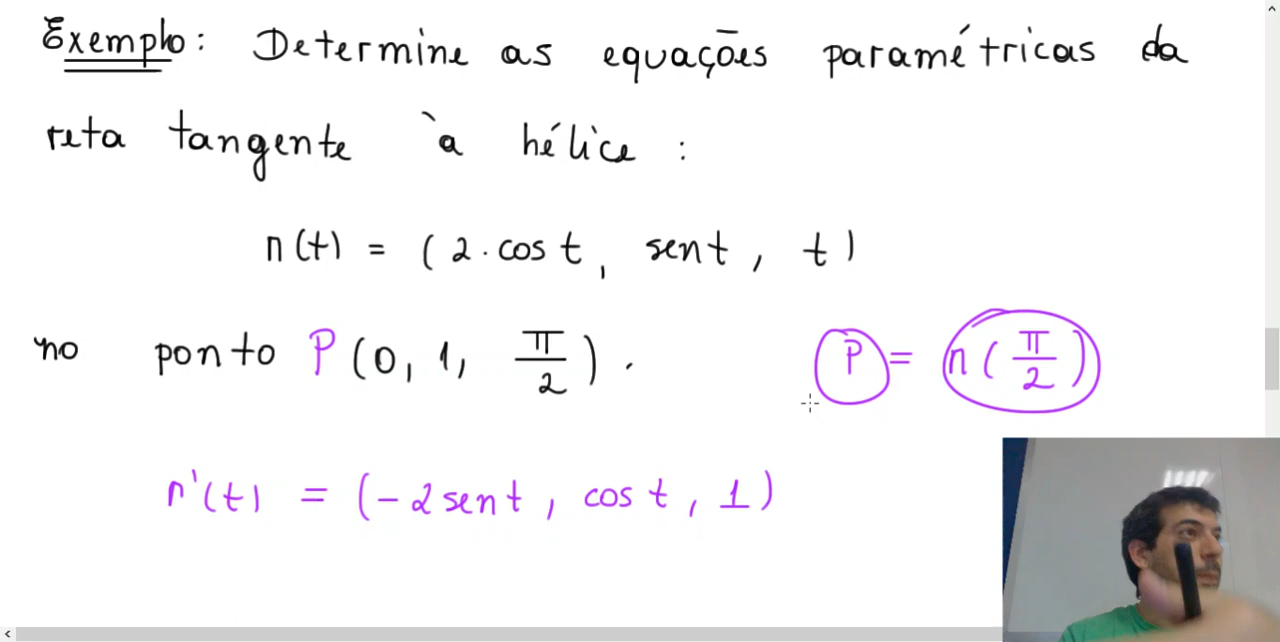 Exemplo: Determine as equações paramétricas da
reta tangente à hélice:
r(t) = (2·cos t, sent, t)
no ponto P(0, 1, π/2). P = r(π/2)
r'(t) = (-2sent, cos t, 1)